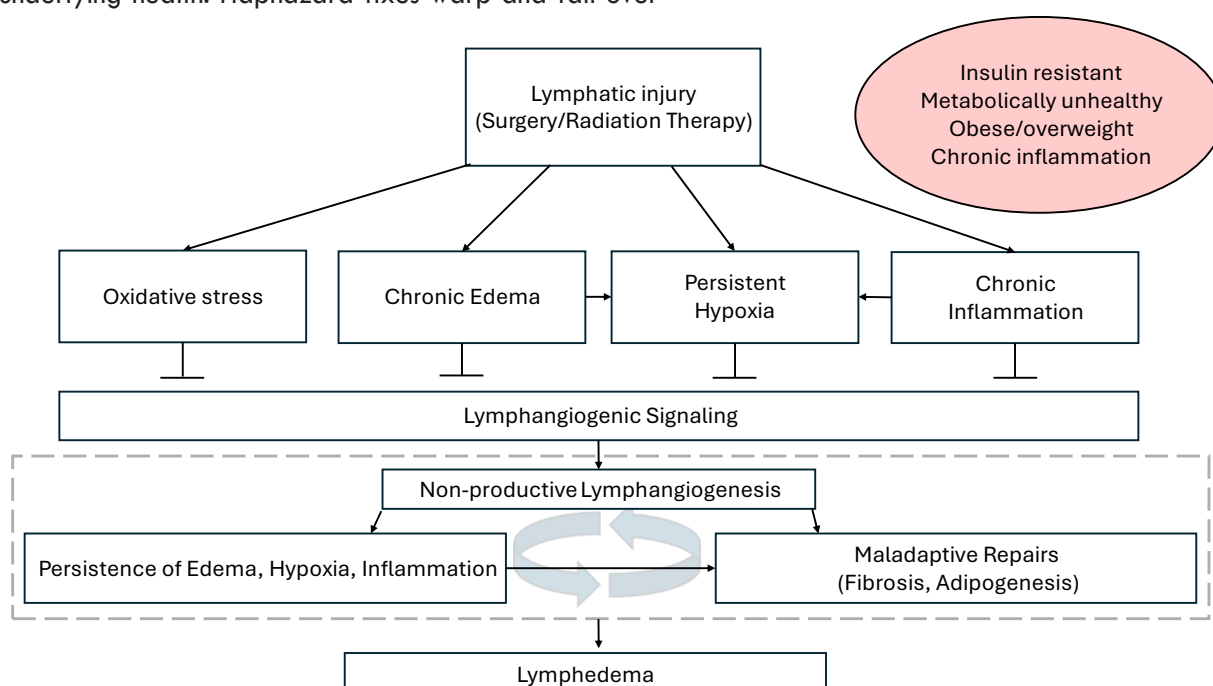 underlying health. Haphazard fixes warp and fall over
Lymphatic injury
(Surgery/Radiation Therapy)
Insulin resistant
Metabolically unhealthy
Obese/overweight
Chronic inflammation
Oxidative stress
Chronic Edema
Persistent
Hypoxia
Chronic
Inflammation
Lymphangiogenic Signaling
Non-productive Lymphangiogenesis
Persistence of Edema, Hypoxia, Inflammation
Maladaptive Repairs
(Fibrosis, Adipogenesis)
Lymphedema